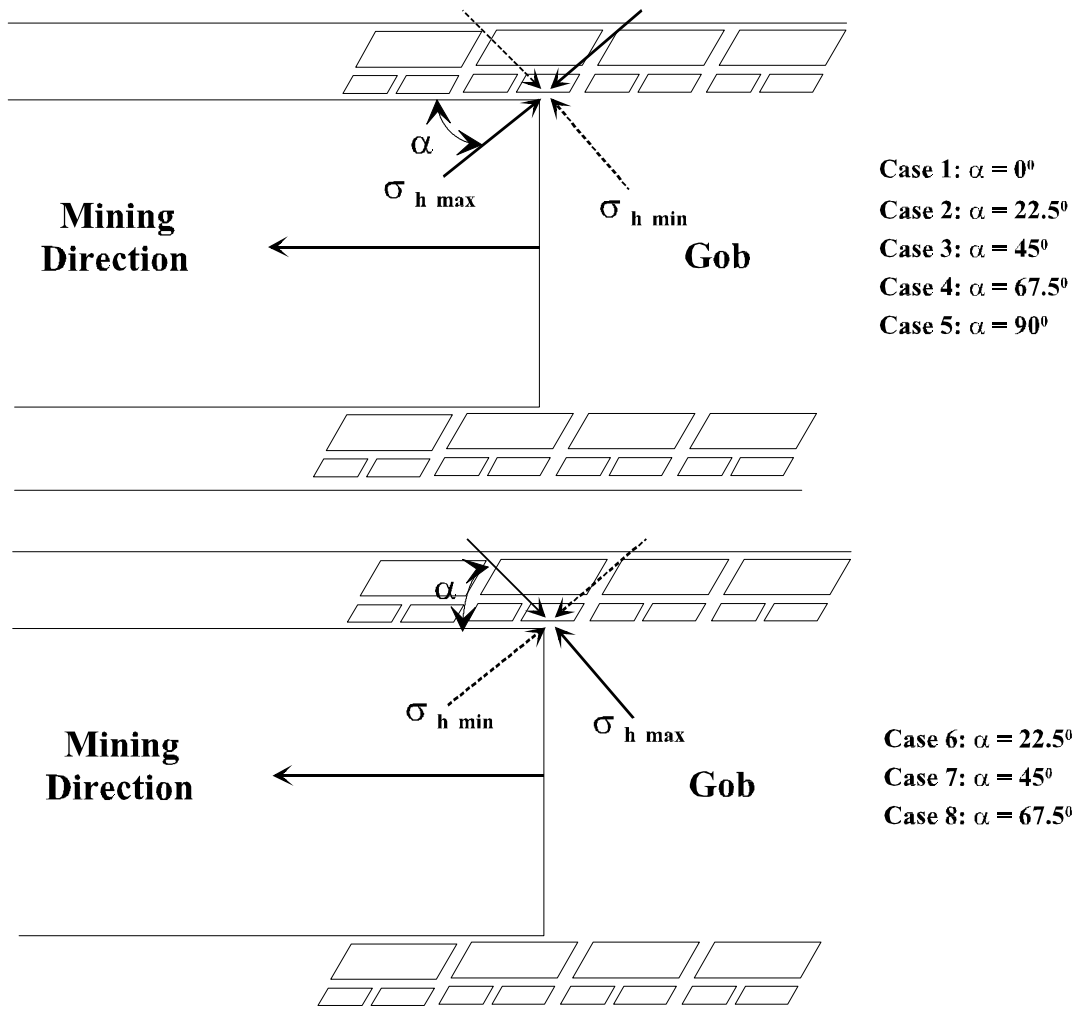 α
σ h max
σ h min
Mining
Direction
Gob
Case 1: α = 0⁰
Case 2: α = 22.5⁰
Case 3: α = 45⁰
Case 4: α = 67.5⁰
Case 5: α = 90⁰
α
σ h min
σ h max
Mining
Direction
Gob
Case 6: α = 22.5⁰
Case 7: α = 45⁰
Case 8: α = 67.5⁰